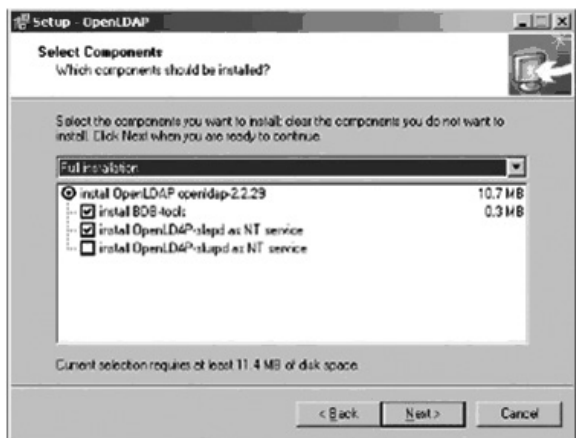 Setup - OpenLDAP
Select Components
Which components should be installed?
Select the components you want to install; clear the components you do not want to
install. Click Next when you are ready to continue.
Full installation
install OpenLDAP openldap-2.2.29 10.7 MB
install BDB-tools 0.3 MB
install OpenLDAP-slapd as NT service
install OpenLDAP-slurpd as NT service
Current selection requires at least 11.4 MB of disk space.
< Back Next > Cancel